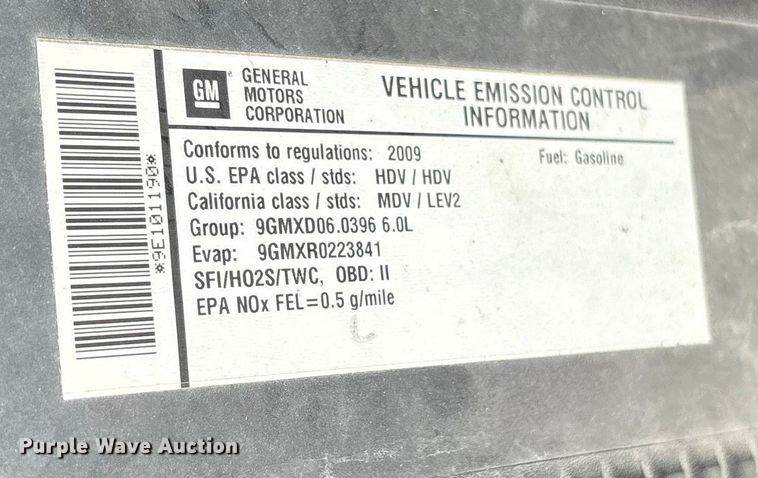 *9E101190*
GM
GENERAL
MOTORS
CORPORATION
VEHICLE EMISSION CONTROL
INFORMATION
Conforms to regulations: 2009
Fuel: Gasoline
U.S. EPA class / stds: HDV / HDV
California class / stds: MDV / LEV2
Group: 9GMXD06.0396 6.0L
Evap: 9GMXR0223841
SFI/HO2S/TWC, OBD: II
EPA NOx FEL=0.5 g/mile
Purple Wave Auction